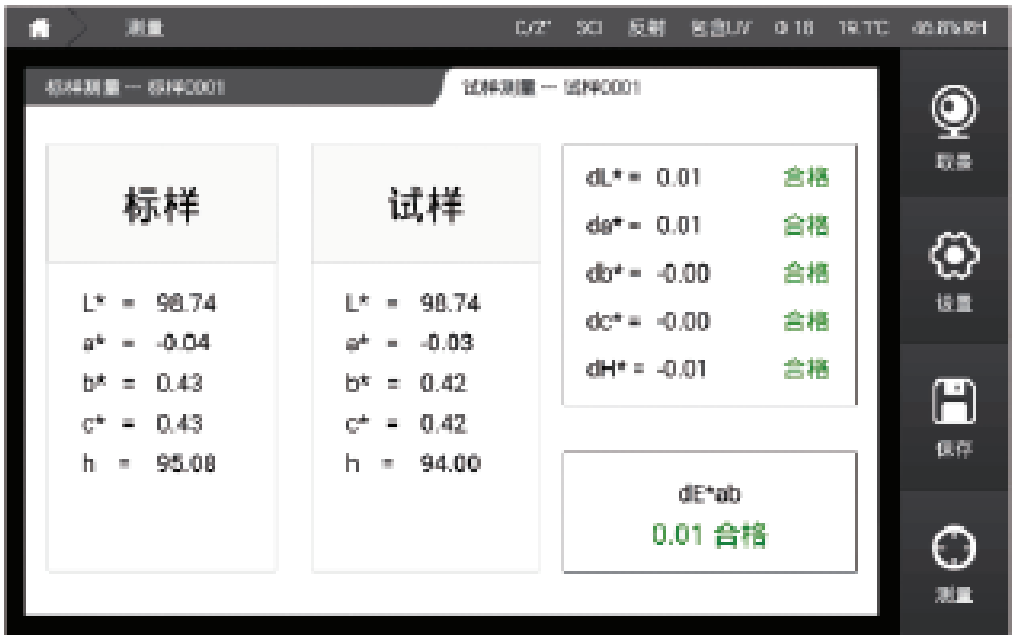 测量 C/2° SCI 反射 包含UV 19.1℃ 46.8%RH
标样测量 -- 标样0001
试样测量 -- 试样0001
标样
L* = 98.74
a* = -0.04
b* = 0.43
c* = 0.43
h = 95.08
试样
L* = 98.74
a* = -0.03
b* = 0.42
c* = 0.42
h = 94.00
dL* = 0.01 合格
da* = 0.01 合格
db* = -0.00 合格
dc* = -0.00 合格
dH* = -0.01 合格
dE*ab
0.01 合格
取景
设置
保存
测量